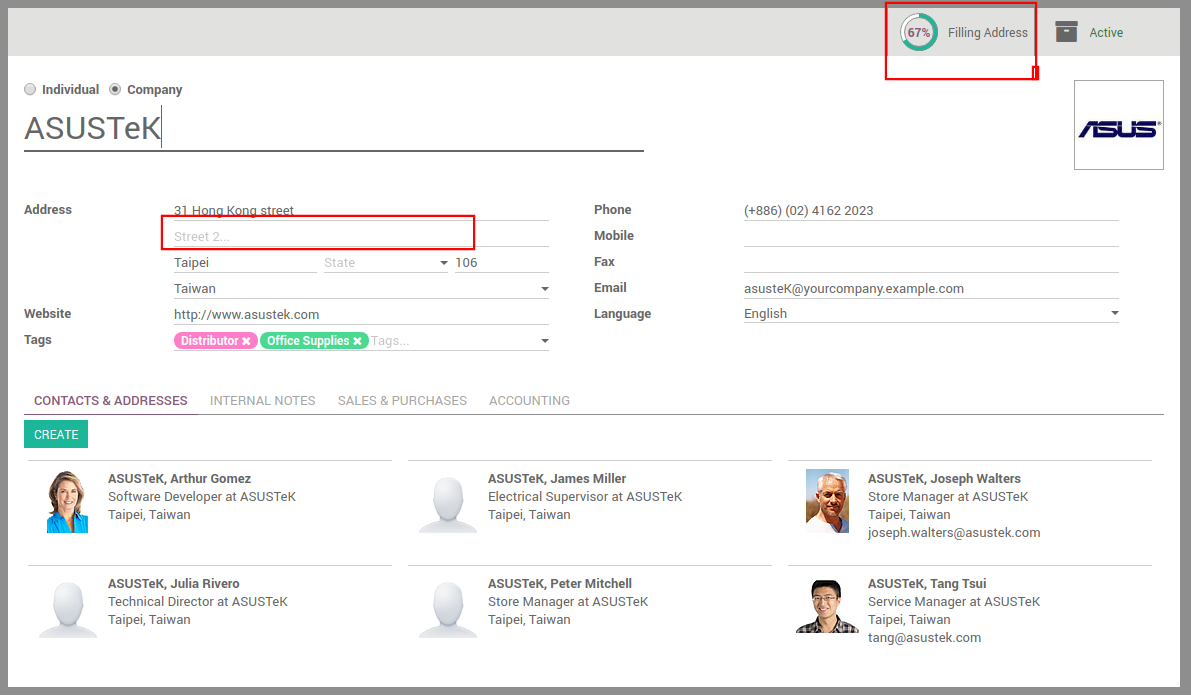 67% Filling Address Active
Individual Company
ASUSTeK
ASUS®
Address 31 Hong Kong street
Street 2...
Taipei State 106
Taiwan
Website http://www.asustek.com
Tags Distributor × Office Supplies × Tags...
Phone (+886) (02) 4162 2023
Mobile
Fax
Email asusteK@yourcompany.example.com
Language English
CONTACTS & ADDRESSES INTERNAL NOTES SALES & PURCHASES ACCOUNTING
CREATE
ASUSTeK, Arthur Gomez
Software Developer at ASUSTeK
Taipei, Taiwan
ASUSTeK, James Miller
Electrical Supervisor at ASUSTeK
Taipei, Taiwan
ASUSTeK, Joseph Walters
Store Manager at ASUSTeK
Taipei, Taiwan
joseph.walters@asustek.com
ASUSTeK, Julia Rivero
Technical Director at ASUSTeK
Taipei, Taiwan
ASUSTeK, Peter Mitchell
Store Manager at ASUSTeK
Taipei, Taiwan
ASUSTeK, Tang Tsui
Service Manager at ASUSTeK
Taipei, Taiwan
tang@asustek.com